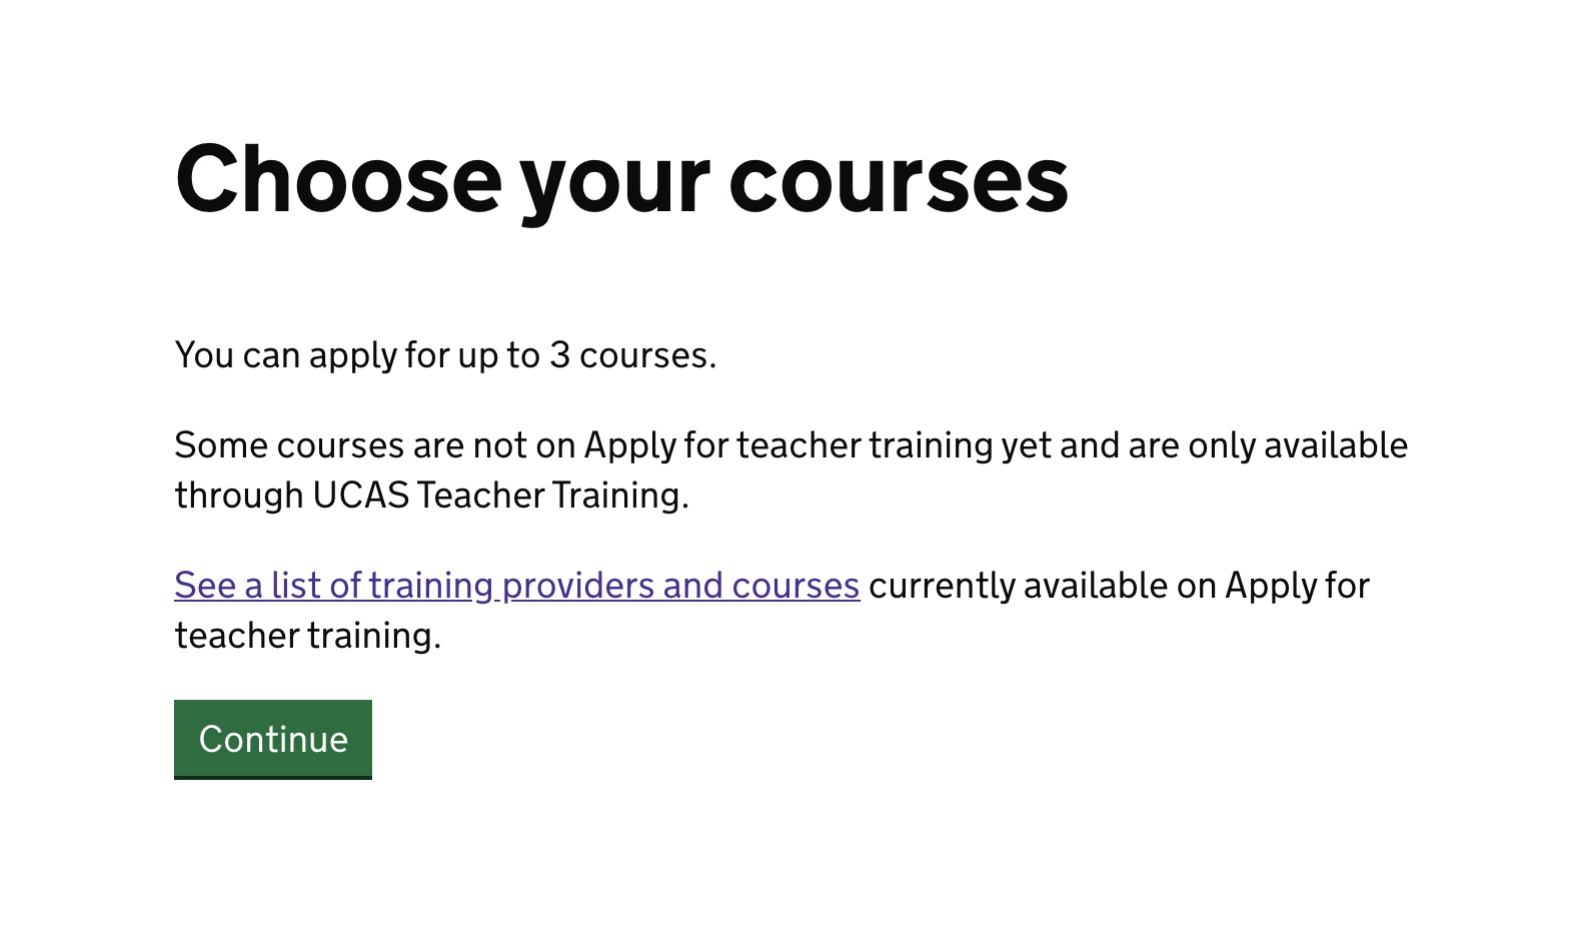 Choose your courses
You can apply for up to 3 courses.
Some courses are not on Apply for teacher training yet and are only available
through UCAS Teacher Training.
See a list of training providers and courses currently available on Apply for
teacher training.
Continue